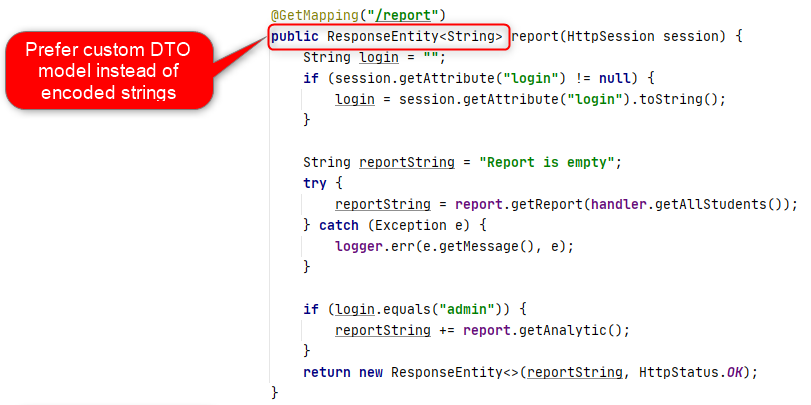 Prefer custom DTO
model instead of
encoded strings
@GetMapping("/report")
public ResponseEntity<String> report(HttpSession session) {
    String login = "";
    if (session.getAttribute("login") != null) {
        login = session.getAttribute("login").toString();
    }

    String reportString = "Report is empty";
    try {
        reportString = report.getReport(handler.getAllStudents());
    } catch (Exception e) {
        logger.err(e.getMessage(), e);
    }

    if (login.equals("admin")) {
        reportString += report.getAnalytic();
    }
    return new ResponseEntity<>(reportString, HttpStatus.OK);
}